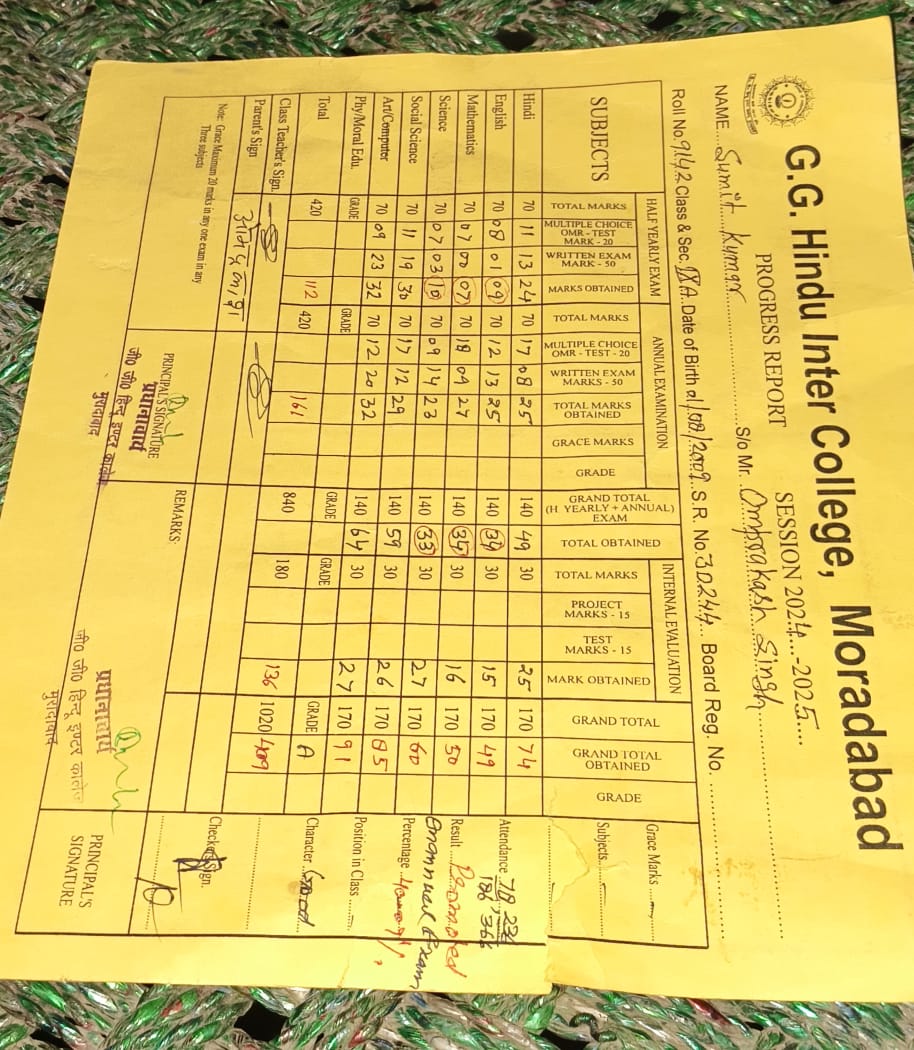 G.G. Hindu Inter College, Moradabad
PROGRESS REPORT SESSION 2024....-2025....
NAME....Sumit Kumar....S/o Mr....Omprakash Singh....
Roll No.9142.Class & Sec.IXA..Date of Birth 01/08/2009.S.R. No.30244... Board Reg. No. ....
SUBJECTS HALF YEARLY EXAM ANNUAL EXAMINATION GRAND TOTAL (H YEARLY + ANNUAL) EXAM TOTAL OBTAINED INTERNAL EVALUATION GRAND TOTAL GRAND TOTAL OBTAINED GRADE
TOTAL MARKS MULTIPLE CHOICE OMR - TEST MARK - 20 WRITTEN EXAM MARK - 50 MARKS OBTAINED TOTAL MARKS MULTIPLE CHOICE OMR - TEST - 20 WRITTEN EXAM MARKS - 50 TOTAL MARKS OBTAINED GRACE MARKS GRADE TOTAL MARKS PROJECT MARKS - 15 TEST MARKS - 15 MARK OBTAINED
Hindi 70 11 13 24 70 17 08 25 140 49 30 25 170 74
English 70 08 01 09 70 12 13 25 140 34 30 15 170 49
Mathematics 70 07 00 07 70 18 09 27 140 34 30 16 170 50
Science 70 07 03 10 70 09 14 23 140 33 30 27 170 60
Social Science 70 11 19 30 70 17 12 29 140 59 30 26 170 85
Art/Computer 70 09 23 32 70 12 20 32 140 64 30 27 170 91
Phy/Moral Edu. GRADE GRADE GRADE GRADE GRADE A
Total 420 112 420 161 840 180 136 1020 409
Class Teacher's Sign.
Parent's Sign
Note: Grace Maximum 20 marks in any one exam in any
Three subjects
Grace Marks ....
Subjects....
Attendance
Result ...Promoted
Percentage
Position in Class ....
Character..Good
Checker's Sign.
PRINCIPAL'S SIGNATURE
प्रधानाचार्य
जी० जी० हिन्दू इण्टर कालेज
मुरादाबाद
REMARKS-
प्रधानाचार्य
जी० जी० हिन्दू इण्टर कालेज
मुरादाबाद
PRINCIPAL'S
SIGNATURE